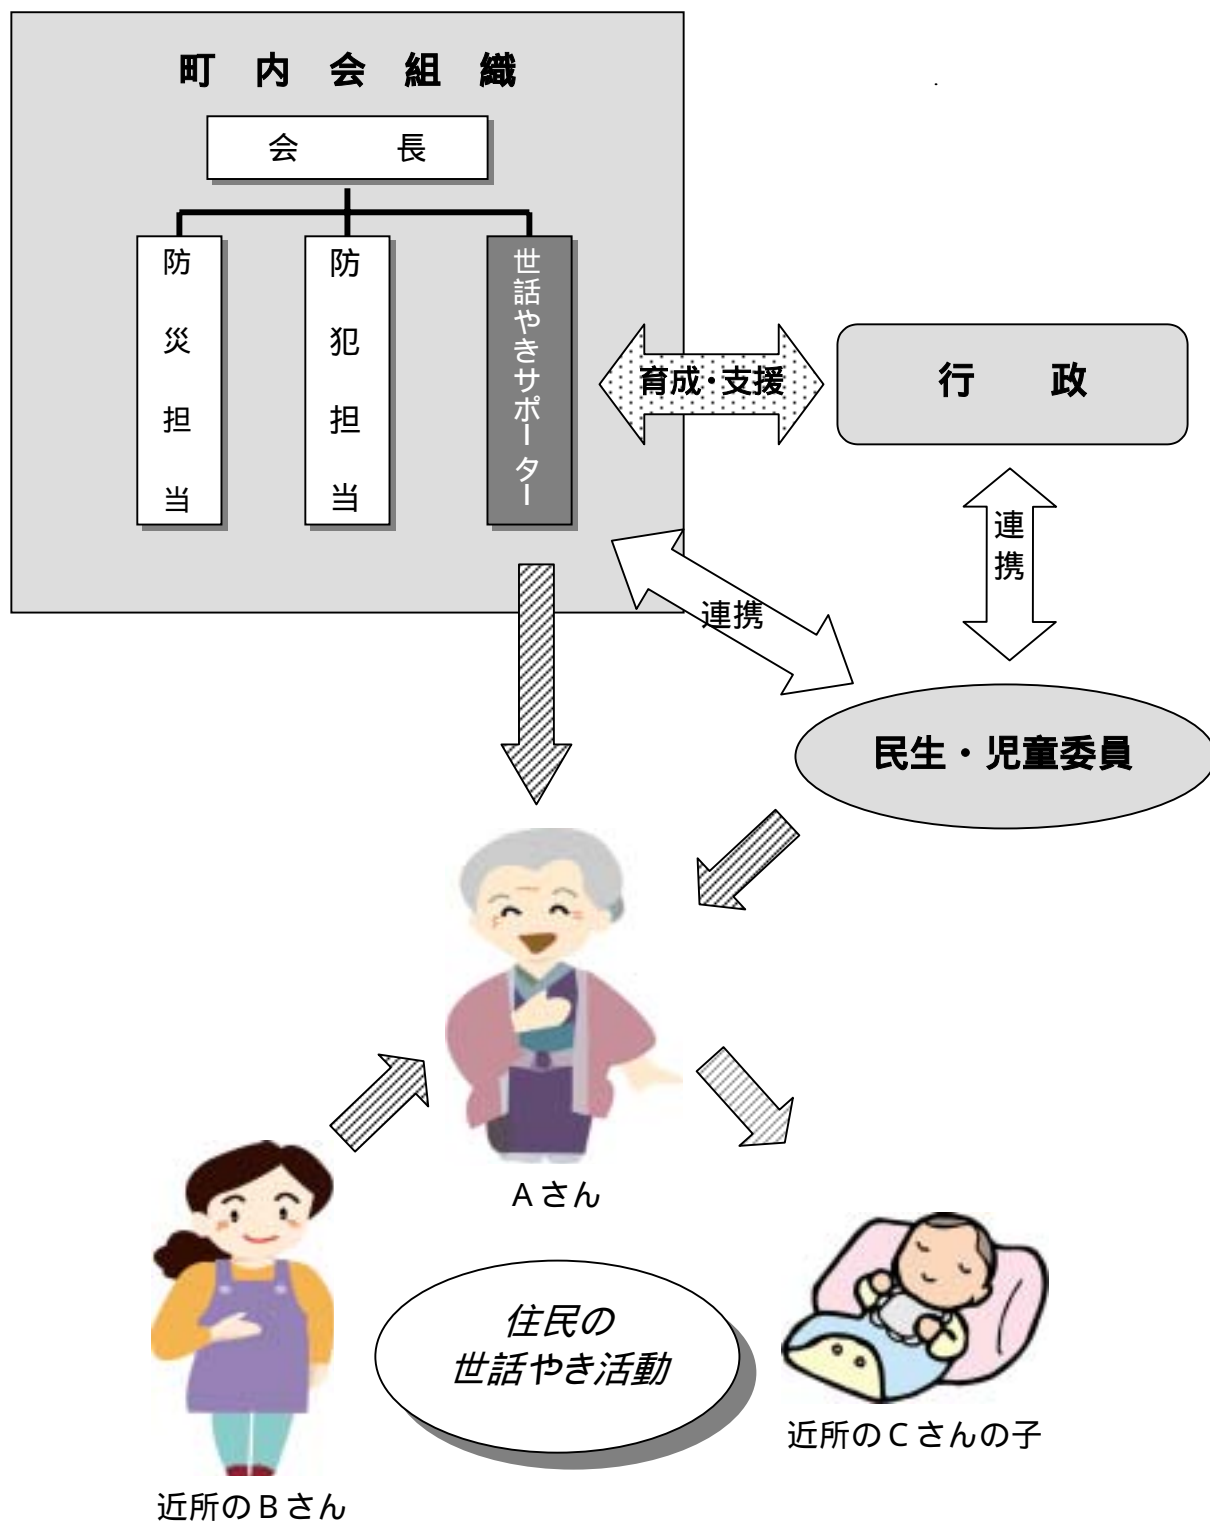 町内会組織
会長
防災担当
防犯担当
世話やきサポーター
育成・支援
行政
連携
連携
民生・児童委員
Aさん
住民の
世話やき活動
近所のCさんの子
近所のBさん